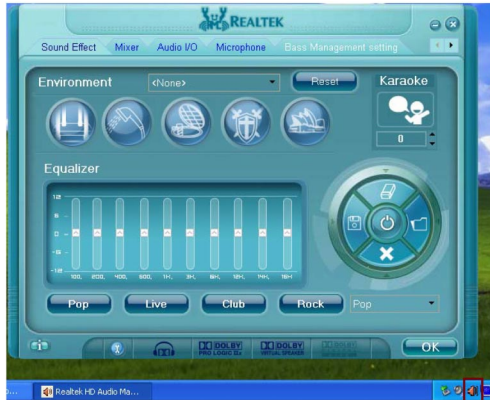 REALTEK
Sound Effect Mixer Audio I/O Microphone Bass Management setting
Environment <None> Reset Karaoke
0
Equalizer
Pop Live Club Rock Pop
DOLBY DOLBY DOLBY
PRO LOGIC IIx VIRTUAL SPEAKER
OK
Realtek HD Audio Ma...